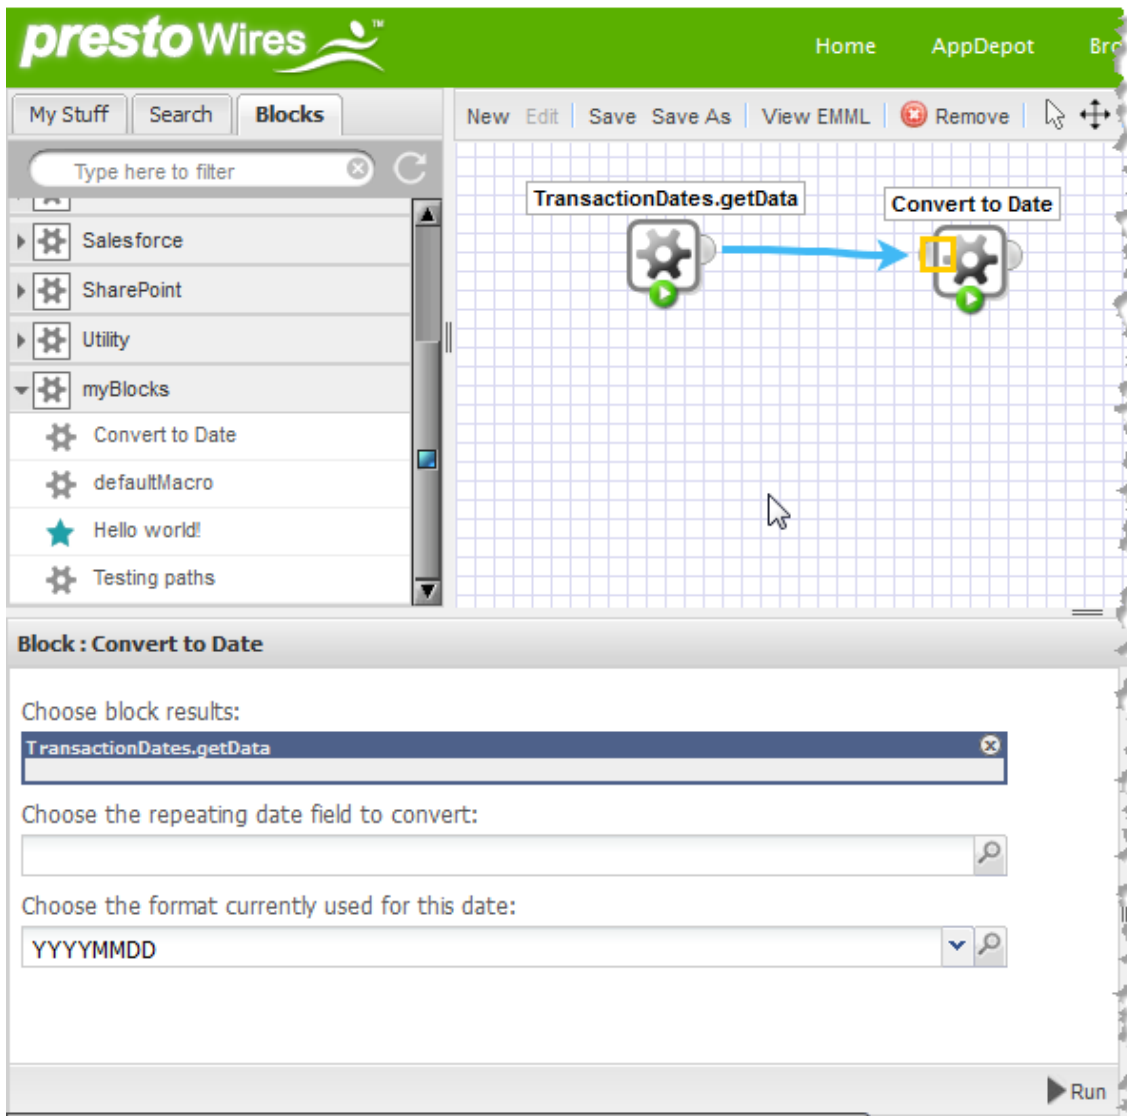 presto Wires ™
Home AppDepot
My Stuff Search Blocks
New Edit Save Save As View EMML Remove
Type here to filter
TransactionDates.getData
Convert to Date
Salesforce
SharePoint
Utility
myBlocks
Convert to Date
defaultMacro
Hello world!
Testing paths
Block : Convert to Date
Choose block results:
TransactionDates.getData
Choose the repeating date field to convert:
Choose the format currently used for this date:
YYYYMMDD
Run